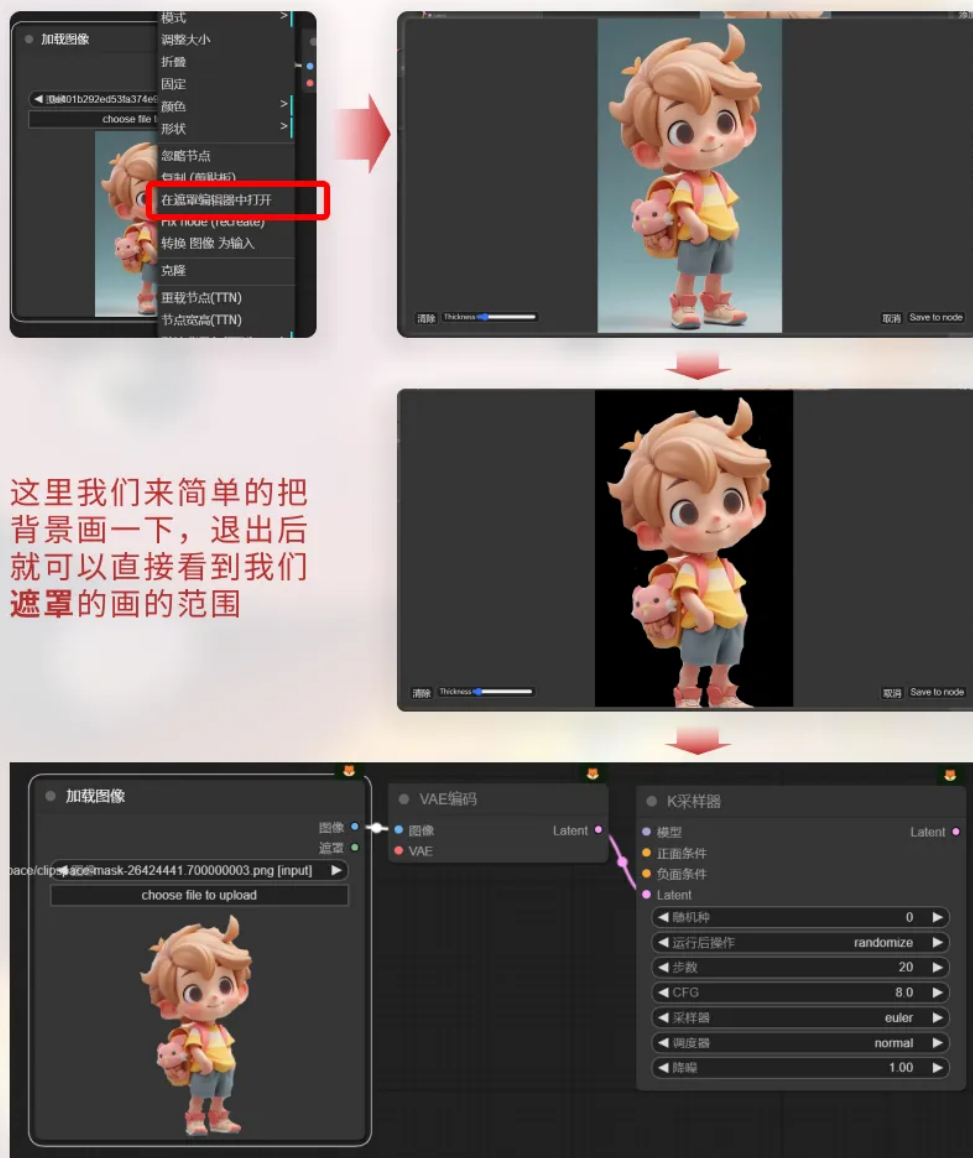 加载图像
模式
>
调整大小
折叠
固定
颜色
>
形状
>
choose file t
忽略节点
复制 (剪贴板)
在遮罩编辑器中打开
Fix node (recreate)
转换 图像 为输入
克隆
重载节点(TTN)
节点宽高(TTN)
清除
Thickness
取消
Save to node
这里我们来简单的把
背景画一下，退出后
就可以直接看到我们
遮罩的画的范围
清除
Thickness
取消
Save to node
加载图像
图像
遮罩
mask-26424441.700000003.png [input]
choose file to upload
VAE编码
图像
Latent
VAE
K采样器
模型
Latent
正面条件
负面条件
Latent
随机种
0
运行后操作
randomize
步数
20
CFG
8.0
采样器
euler
调度器
normal
降噪
1.00